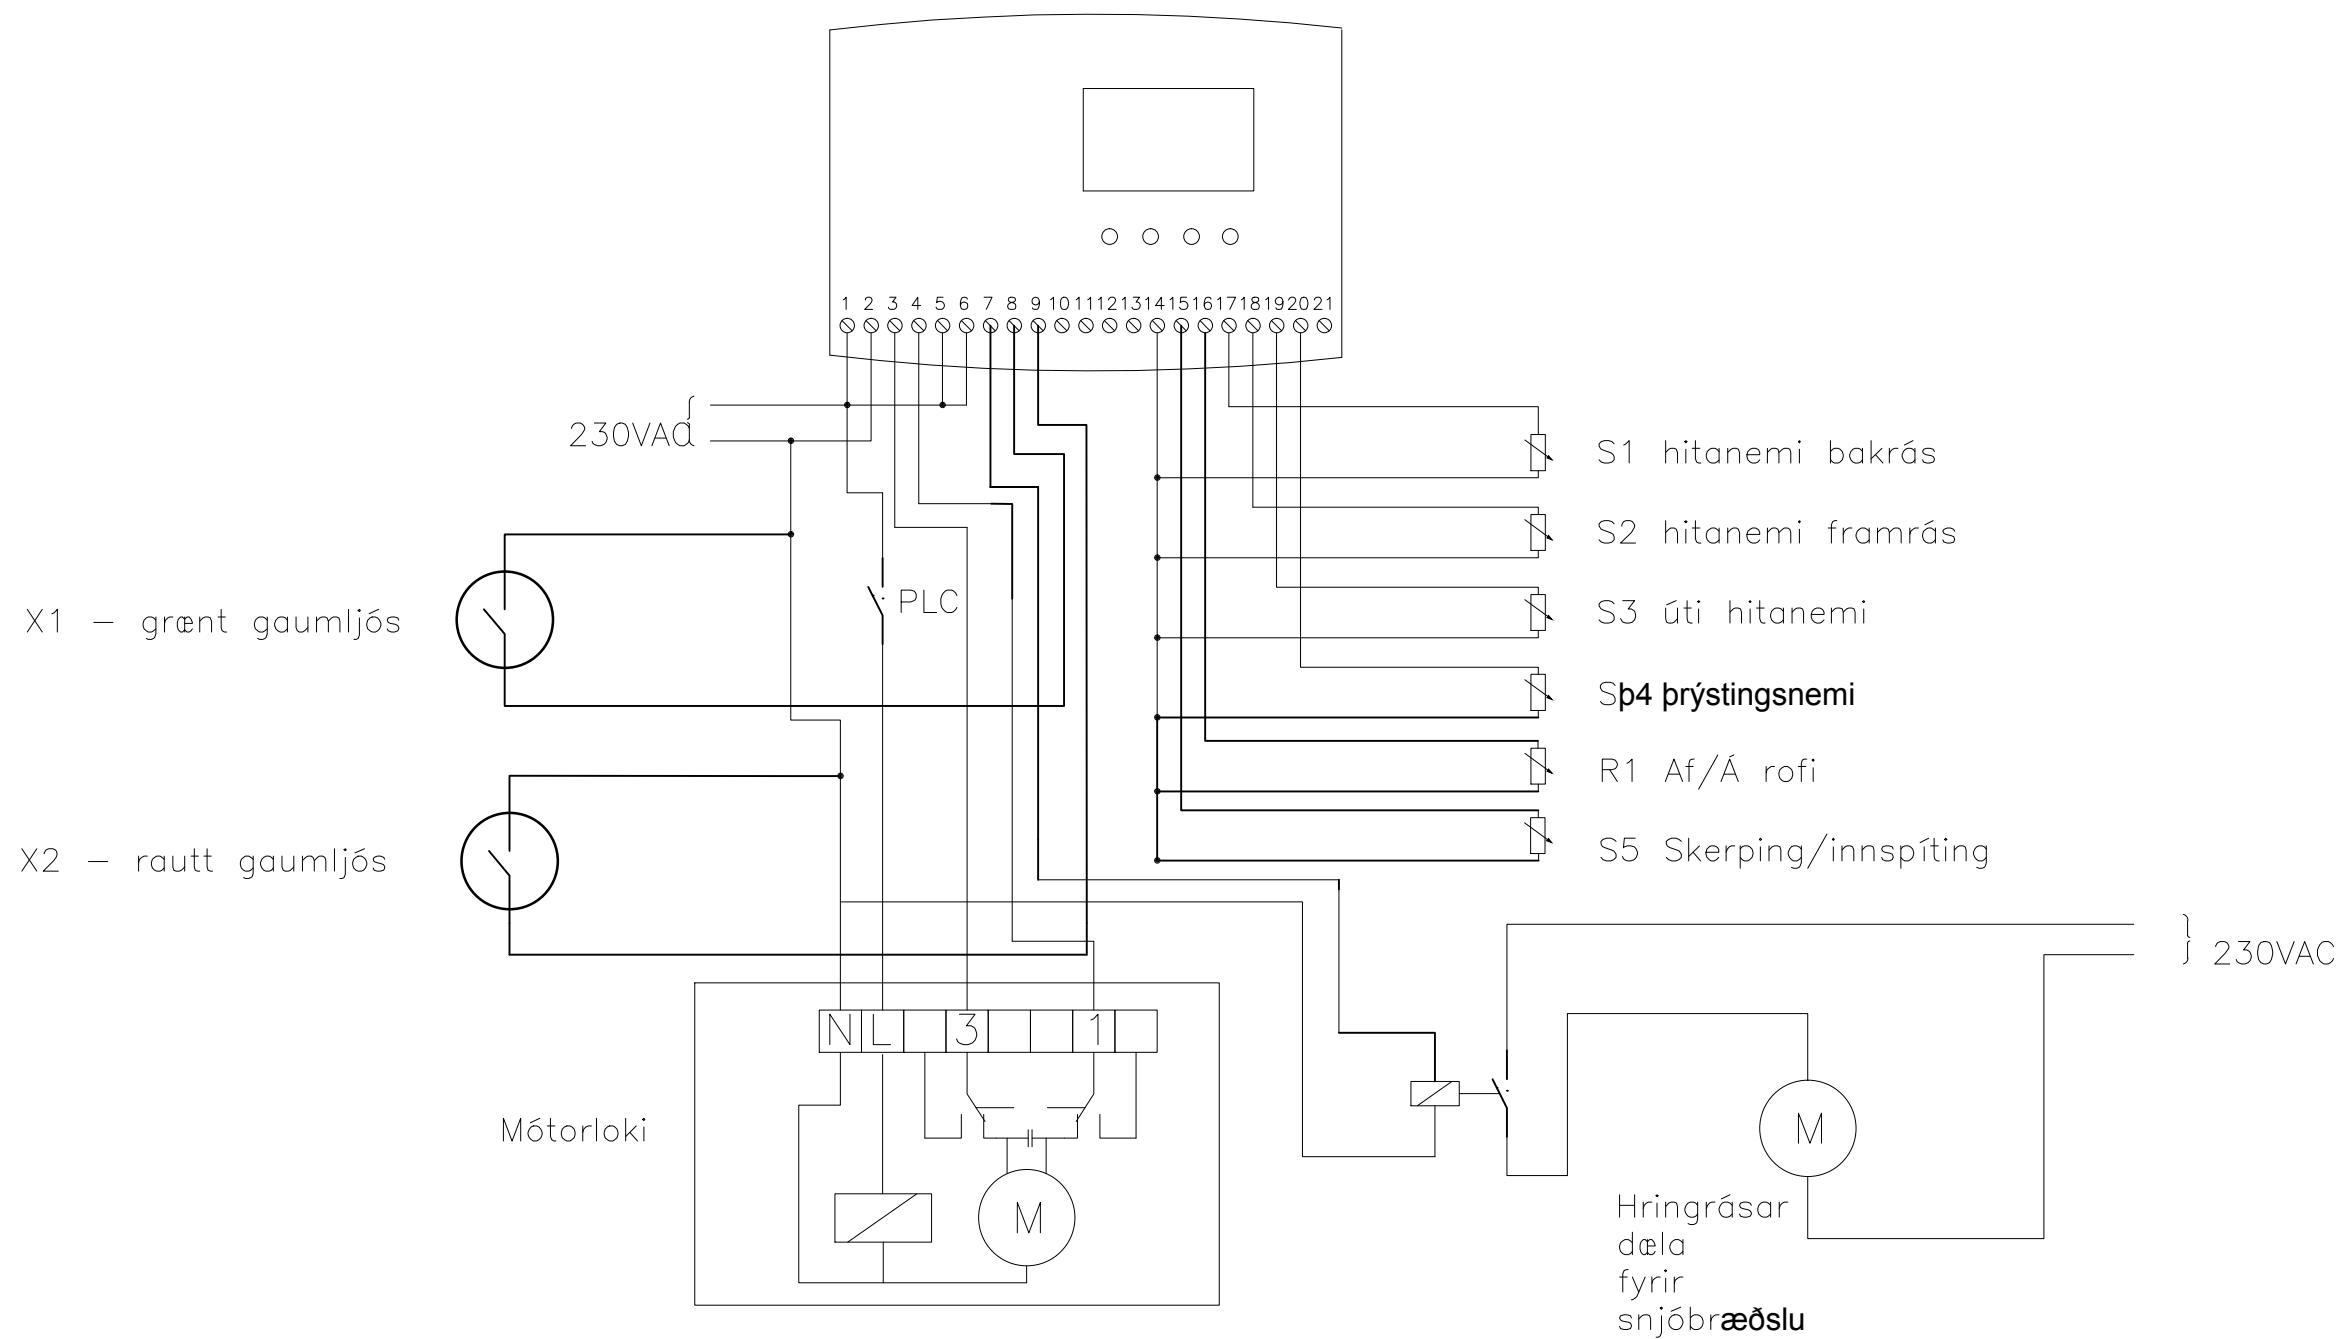 1 2 3 4 5 6 7 8 9 10 11 12 13 14 15 16 17 18 19 20 21
230VAC
S1 hitanemi bakrás
S2 hitanemi framrás
PLC
X1 – grænt gaumljós
S3 úti hitanemi
Sþ4 þrýstingsnemi
R1 Af/Á rofi
X2 – rautt gaumljós
S5 Skerping/innspíting
230VAC
N L 3 1
Mótorloki
M
M
Hringrásar
dæla
fyrir
snjóbræðslu